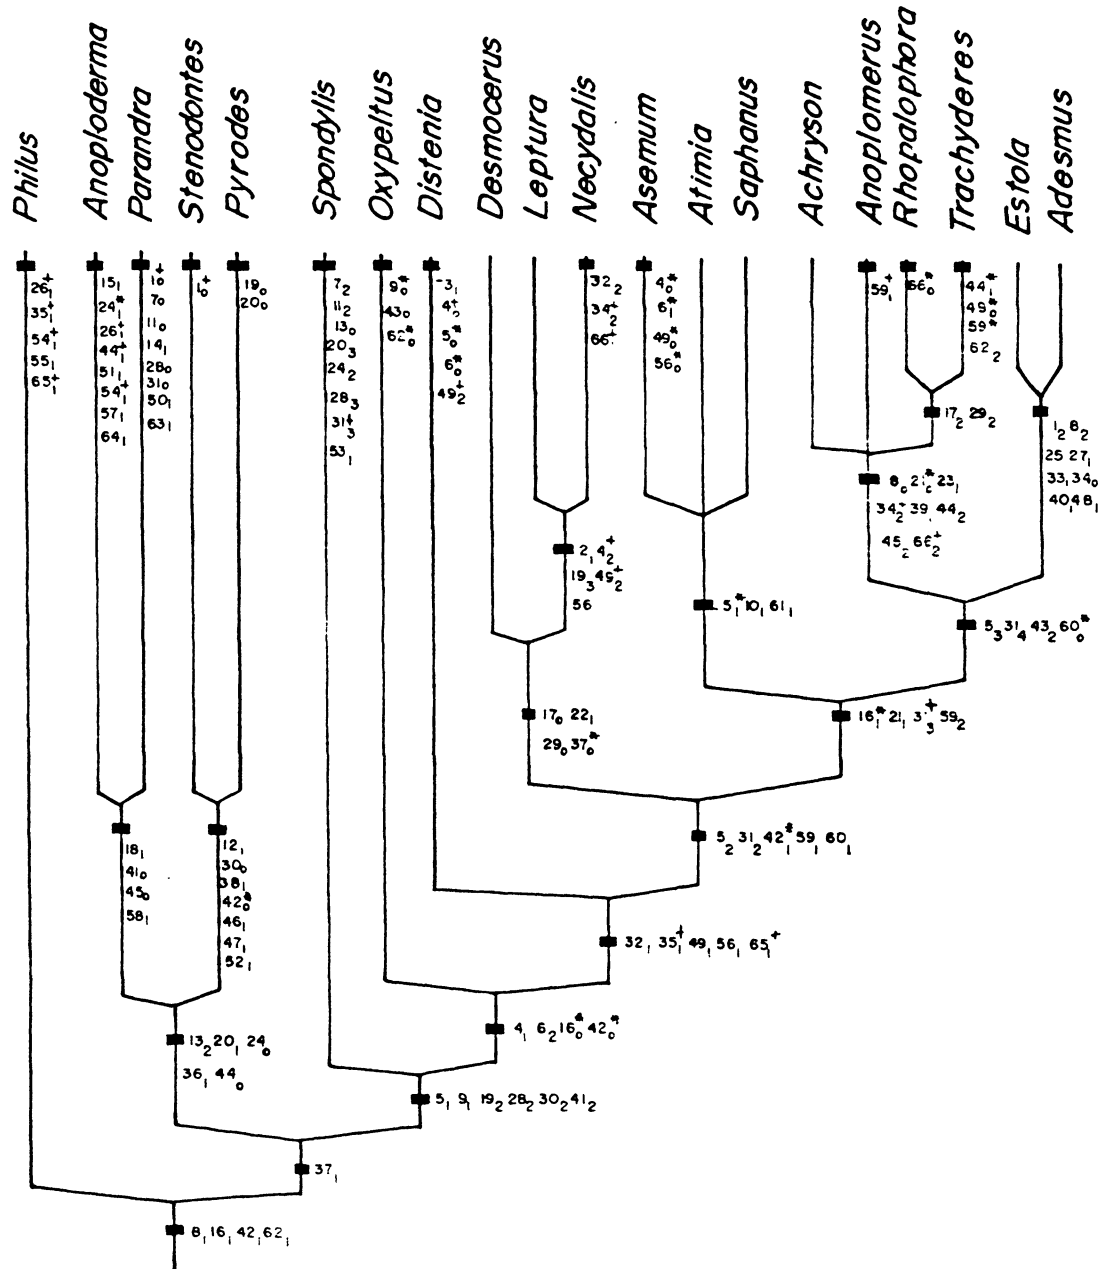 Philus
Anoploderma
Parandra
Stenodontes
Pyrodes
Spondylis
Oxypeltus
Distenia
Desmocerus
Leptura
Necydalis
Asemum
Atimia
Saphanus
Achryson
Anoplomerus
Rhopalophora
Trachyderes
Estola
Adesmus
26₁⁺
35₁⁺
54₁⁺
55₁
65₁⁺
15₁
24₁*
26₁⁺
44₁⁺
51₁
54₁⁺
57₁
64₁
1₀⁺
7₀
11₀
14₁
28₀
31₀
50₁
63₁
1₀⁺
19₀
20₀
7₂
11₂
13₀
20₃
24₂
28₃
31₃⁺
53₁
9₀*
43₀
62₀*
3₁
4₂⁺
5₀*
6₀*
49₂⁺
32₂
34₂⁺
66⁺
4₀*
6₁*
49₀*
56₀*
59₁⁺
66₀*
44₁*
49₀*
59*
62₂
17₂ 29₂
1₂ 8₂
25 27₁
33₁ 34₀
40₁ 48₁
8₀ 21₀* 23₁
34₂⁺ 39₁ 44₂
45₂ 66₂⁺
2₁ 4₂⁺
19₃ 49₂⁺
56
5₁* 10₁ 61₁
5₃ 31₄ 43₂ 60₀*
17₀ 22₁
29₀ 37₀*
16₁* 21₁ 31₃⁺ 59₂
18₁
41₀
45₀
58₁
12₁
30₀
38₁
42₀*
46₁
47₁
52₁
5₂ 31₂ 42₁* 59₁ 60₁
32₁ 35₁⁺ 49₁ 56₁ 65₁⁺
4₁ 6₂ 16₀* 42₀*
13₂ 20₁ 24₀
36₁ 44₀
5₁ 9₁ 19₂ 28₂ 30₂ 41₂
37₁
8₁ 16₁ 42₁ 62₁